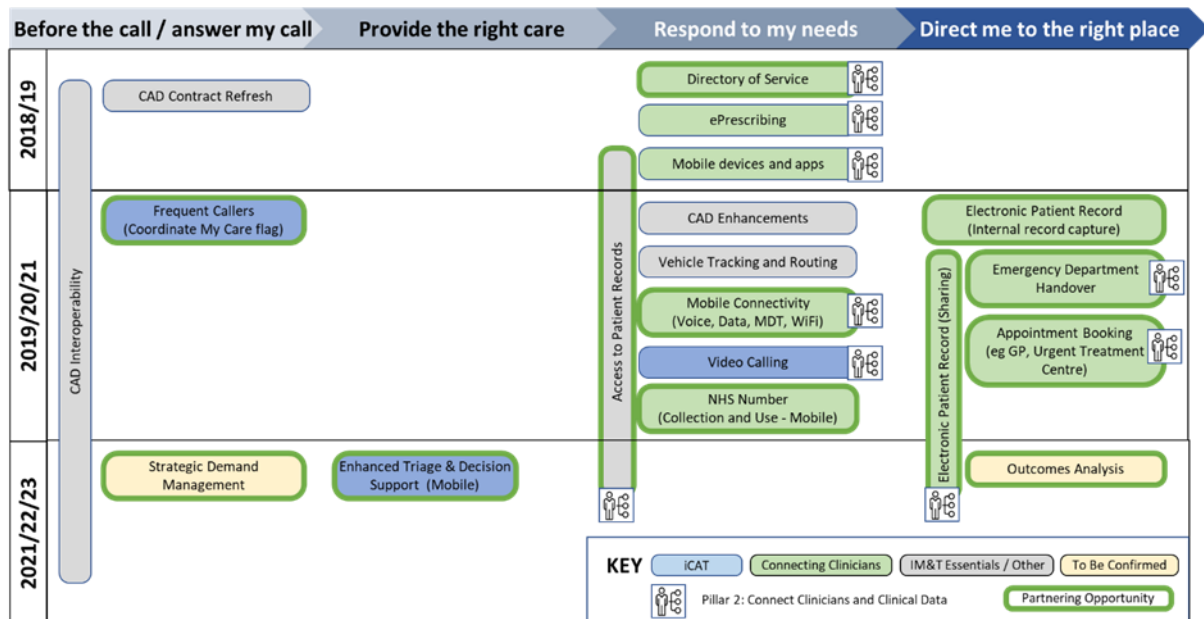 Before the call / answer my call
Provide the right care
Respond to my needs
Direct me to the right place
2018/19
CAD Interoperability
CAD Contract Refresh
Directory of Service
ePrescribing
Mobile devices and apps
Access to Patient Records
2019/20/21
Frequent Callers
(Coordinate My Care flag)
CAD Enhancements
Vehicle Tracking and Routing
Mobile Connectivity
(Voice, Data, MDT, WiFi)
Video Calling
NHS Number
(Collection and Use - Mobile)
Electronic Patient Record
(Internal record capture)
Electronic Patient Record (Sharing)
Emergency Department
Handover
Appointment Booking
(eg GP, Urgent Treatment
Centre)
2021/22/23
Strategic Demand
Management
Enhanced Triage & Decision
Support (Mobile)
Outcomes Analysis
KEY
iCAT
Connecting Clinicians
IM&T Essentials / Other
To Be Confirmed
Pillar 2: Connect Clinicians and Clinical Data
Partnering Opportunity